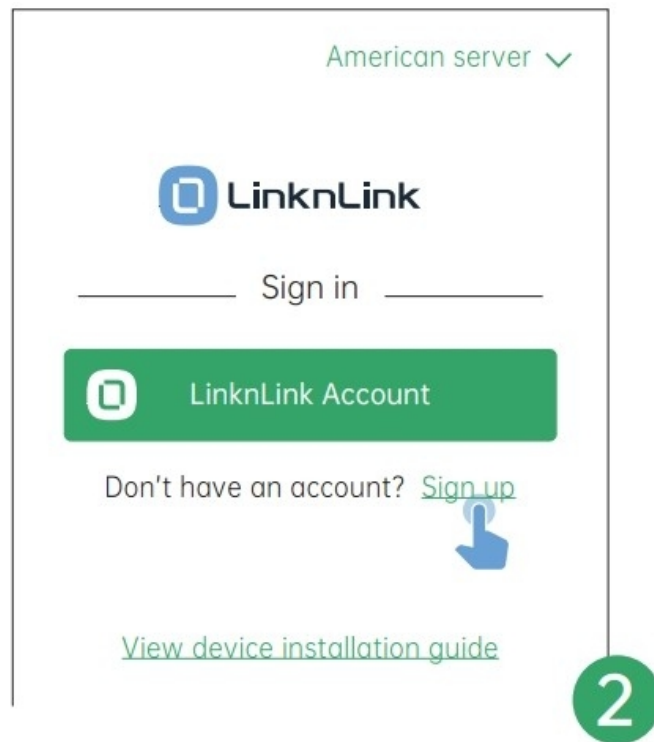 American server
LinknLink
Sign in
LinknLink Account
Don't have an account? Sign up
View device installation guide
2